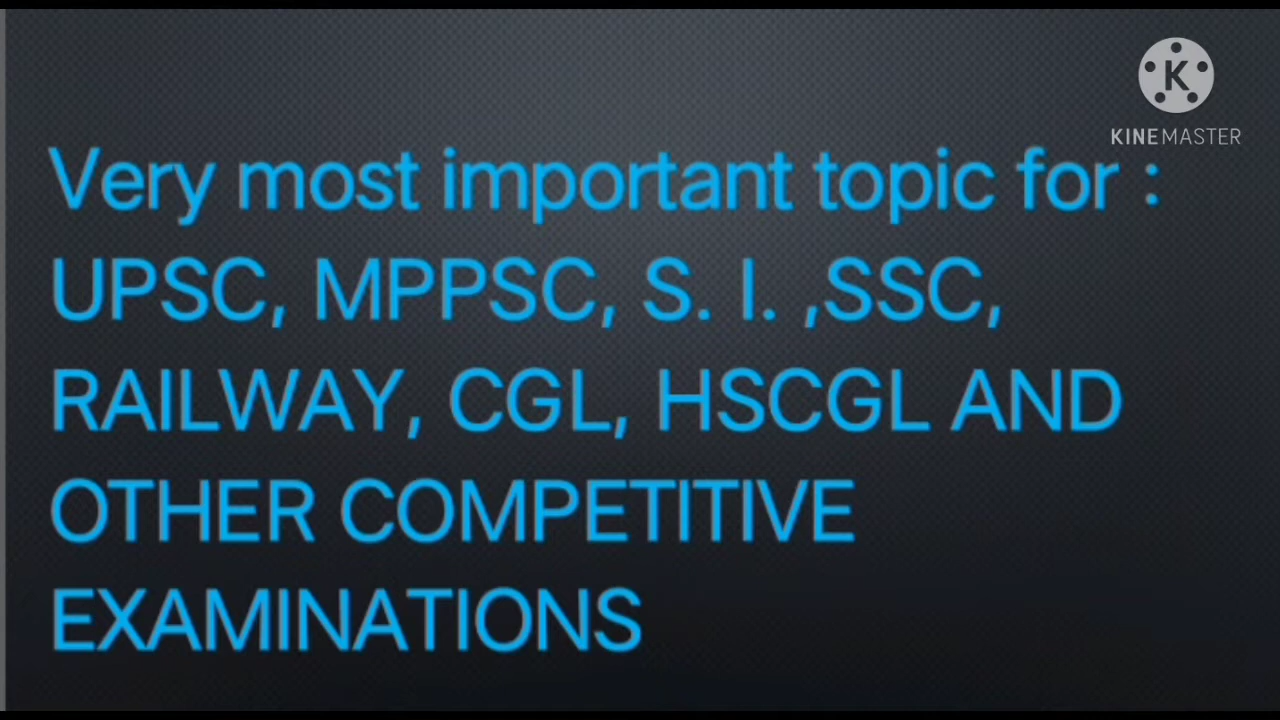 KINEMASTER
Very most important topic for :
UPSC, MPPSC, S. I. ,SSC,
RAILWAY, CGL, HSCGL AND
OTHER COMPETITIVE
EXAMINATIONS